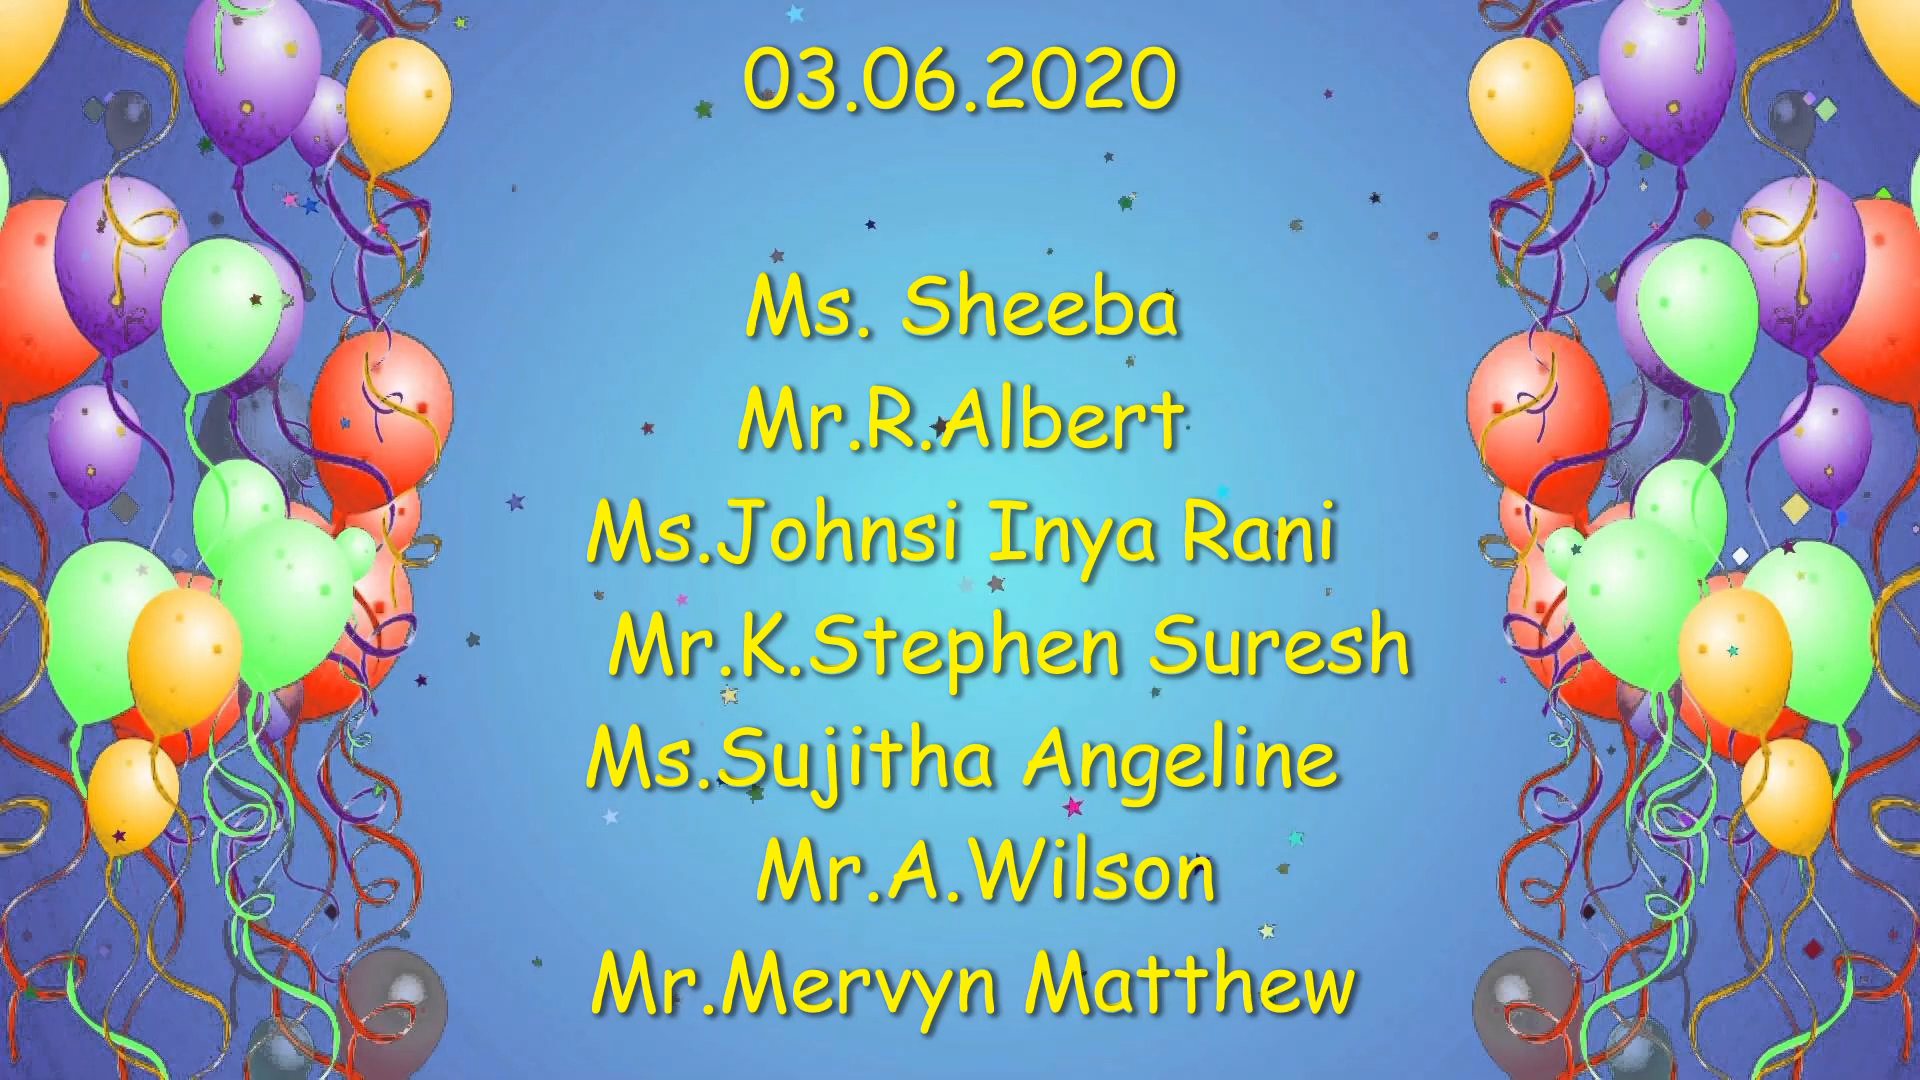 03.06.2020
Ms. Sheeba
Mr.R.Albert
Ms.Johnsi Inya Rani
Mr.K.Stephen Suresh
Ms.Sujitha Angeline
Mr.A.Wilson
Mr.Mervyn Matthew